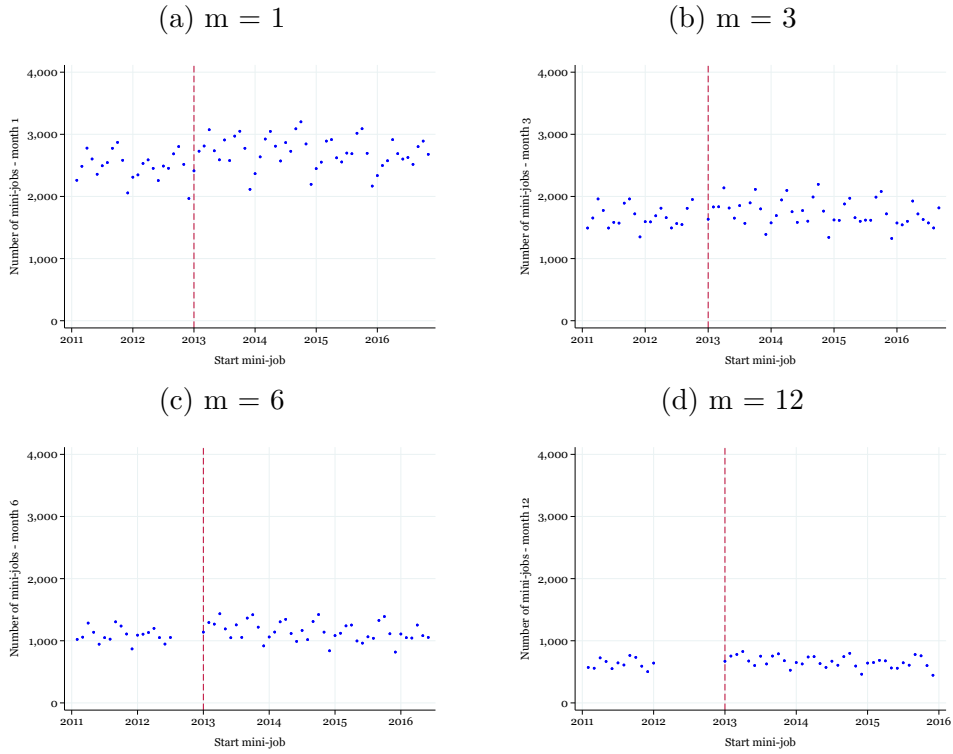 (a) m = 1
(b) m = 3
4,000
3,000
2,000
1,000
0
Number of mini-jobs - month 1
2011 2012 2013 2014 2015 2016
Start mini-job
4,000
3,000
2,000
1,000
0
Number of mini-jobs - month 3
2011 2012 2013 2014 2015 2016
Start mini-job
(c) m = 6
(d) m = 12
4,000
3,000
2,000
1,000
0
Number of mini-jobs - month 6
2011 2012 2013 2014 2015 2016
Start mini-job
4,000
3,000
2,000
1,000
0
Number of mini-jobs - month 12
2011 2012 2013 2014 2015 2016
Start mini-job